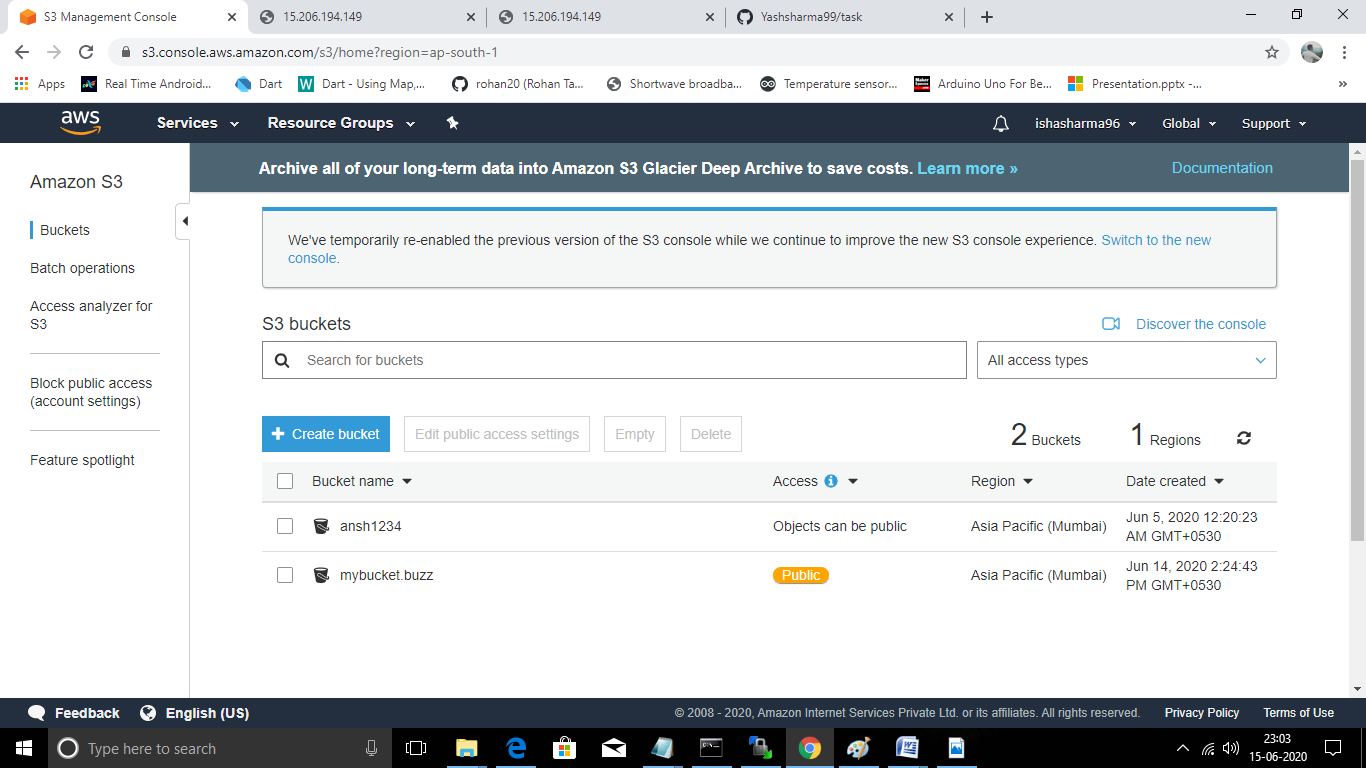 S3 Management Console
15.206.194.149
15.206.194.149
Yashsharma99/task
s3.console.aws.amazon.com/s3/home?region=ap-south-1
Apps
Real Time Android...
Dart
Dart - Using Map,...
rohan20 (Rohan Ta...
Shortwave broadba...
Temperature sensor...
Arduino Uno For Be...
Presentation.pptx -...
»
aws
Services
Resource Groups
ishasharma96
Global
Support
Amazon S3
Buckets
Batch operations
Access analyzer for
S3
Block public access
(account settings)
Feature spotlight
Archive all of your long-term data into Amazon S3 Glacier Deep Archive to save costs. Learn more »
Documentation
We've temporarily re-enabled the previous version of the S3 console while we continue to improve the new S3 console experience. Switch to the new
console.
S3 buckets
Discover the console
Search for buckets
All access types
+ Create bucket
Edit public access settings
Empty
Delete
2 Buckets
1 Regions
Bucket name
Access
Region
Date created
ansh1234
Objects can be public
Asia Pacific (Mumbai)
Jun 5, 2020 12:20:23
AM GMT+0530
mybucket.buzz
Public
Asia Pacific (Mumbai)
Jun 14, 2020 2:24:43
PM GMT+0530
Feedback
English (US)
© 2008 - 2020, Amazon Internet Services Private Ltd. or its affiliates. All rights reserved.
Privacy Policy
Terms of Use
Type here to search
23:03
15-06-2020